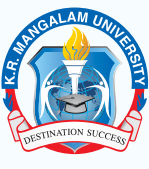 K.R. MANGALAM UNIVERSITY
DESTINATION SUCCESS